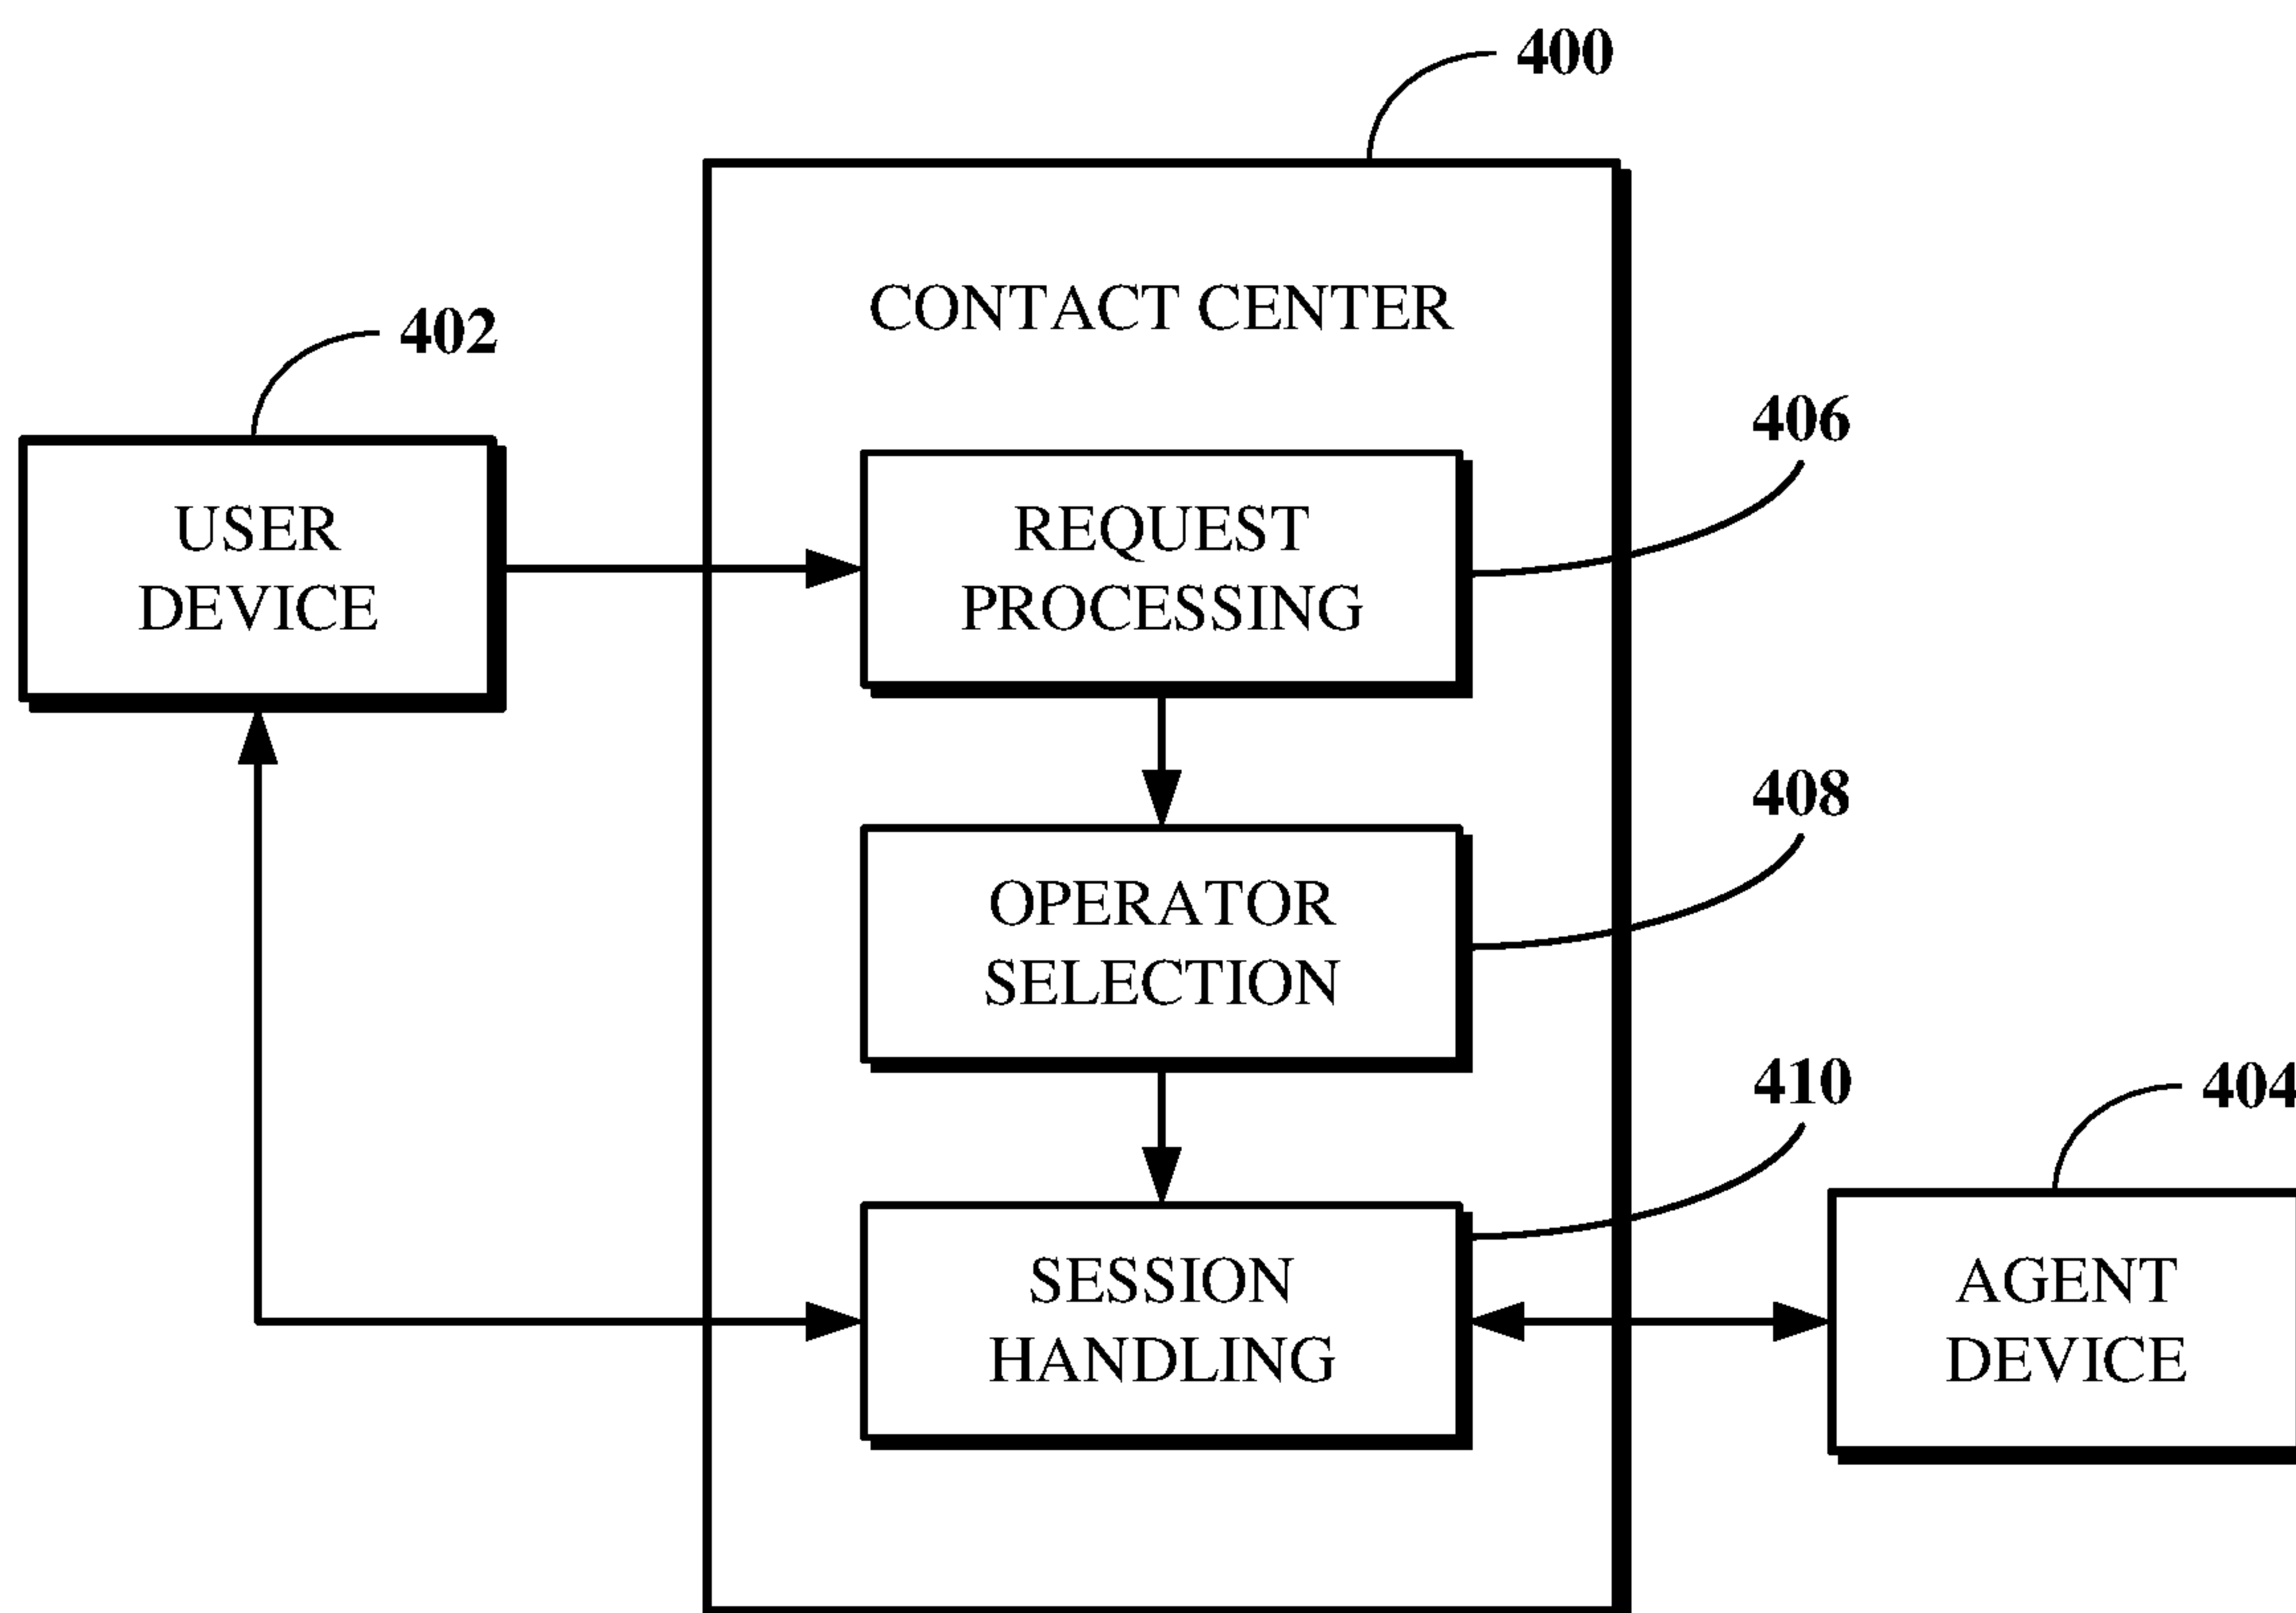 400
CONTACT CENTER
402
USER
DEVICE
406
REQUEST
PROCESSING
408
OPERATOR
SELECTION
410
SESSION
HANDLING
404
AGENT
DEVICE